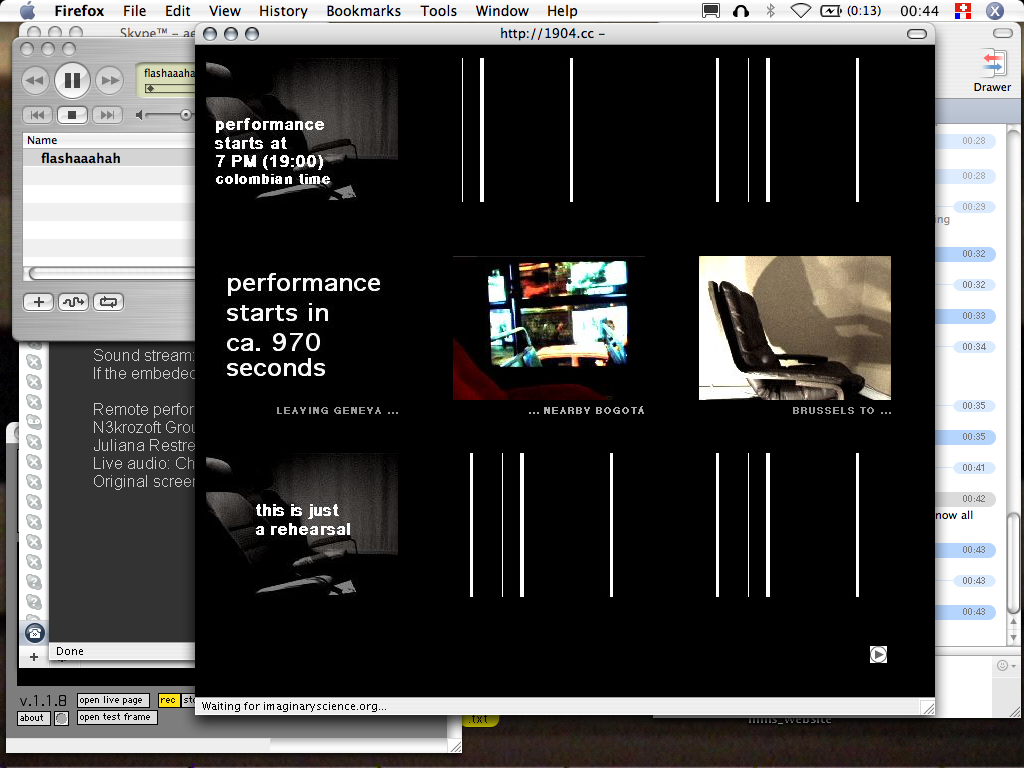 Firefox File Edit View History Bookmarks Tools Window Help (0:13) 00:44
Skype™ – ae
http://1904.cc –
flashaaaha
Drawer
Name
flashaaahah
00:28
00:28
00:29
ing
00:32
00:32
00:33
00:34
00:35
00:35
00:41
00:42
now all
00:43
00:43
00:43
performance
starts at
7 PM (19:00)
colombian time
performance
starts in
ca. 970
seconds
LEAVING GENEVA ...
... NEARBY BOGOTÁ
BRUSSELS TO ...
this is just
a rehearsal
Sound stream:
If the embeded
Remote perfor
N3krozoft Grou
Juliana Restre
Live audio: Ch
Original screen
Done
v.1.1.8
open live page
rec
sto
about
open test frame
Waiting for imaginaryscience.org...
.txt
mms_website